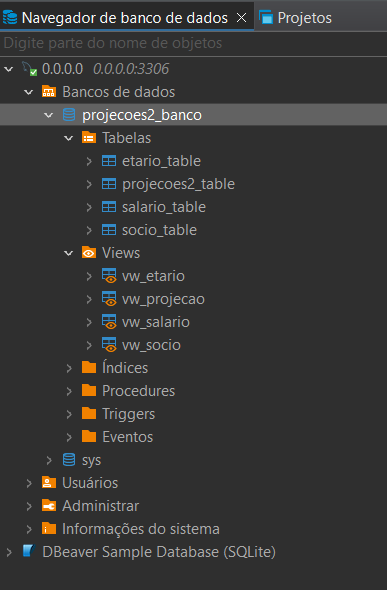 Navegador de banco de dados
Projetos
Digite parte do nome de objetos
0.0.0.0 0.0.0.0:3306
Bancos de dados
projecoes2_banco
Tabelas
etario_table
projecoes2_table
salario_table
socio_table
Views
vw_etario
vw_projecao
vw_salario
vw_socio
Índices
Procedures
Triggers
Eventos
sys
Usuários
Administrar
Informações do sistema
DBeaver Sample Database (SQLite)